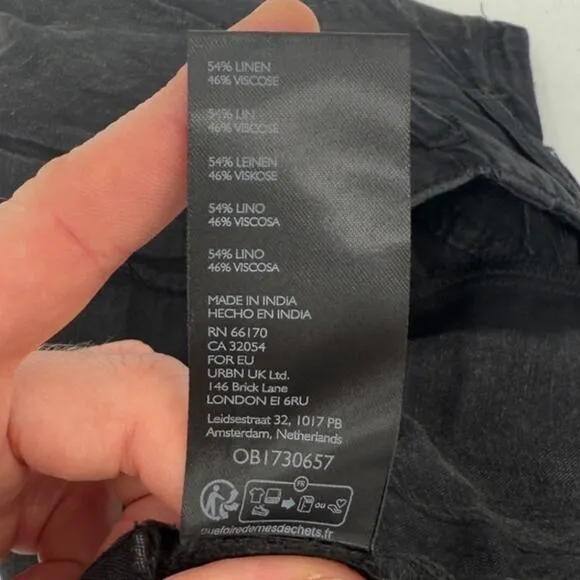 54% LINEN
46% VISCOSE
54% LIN
46% VISCOSE
54% LEINEN
46% VISKOSE
54% LINO
46% VISCOSA
54% LINO
46% VISCOSA
MADE IN INDIA
HECHO EN INDIA
RN 66170
CA 32054
FOR EU
URBN UK Ltd.
146 Brick Lane
LONDON E1 6RU
Leidsestraat 32, 1017 PB
Amsterdam, Netherlands
OB1730657
FR
ou
quefairedemesdechets.fr